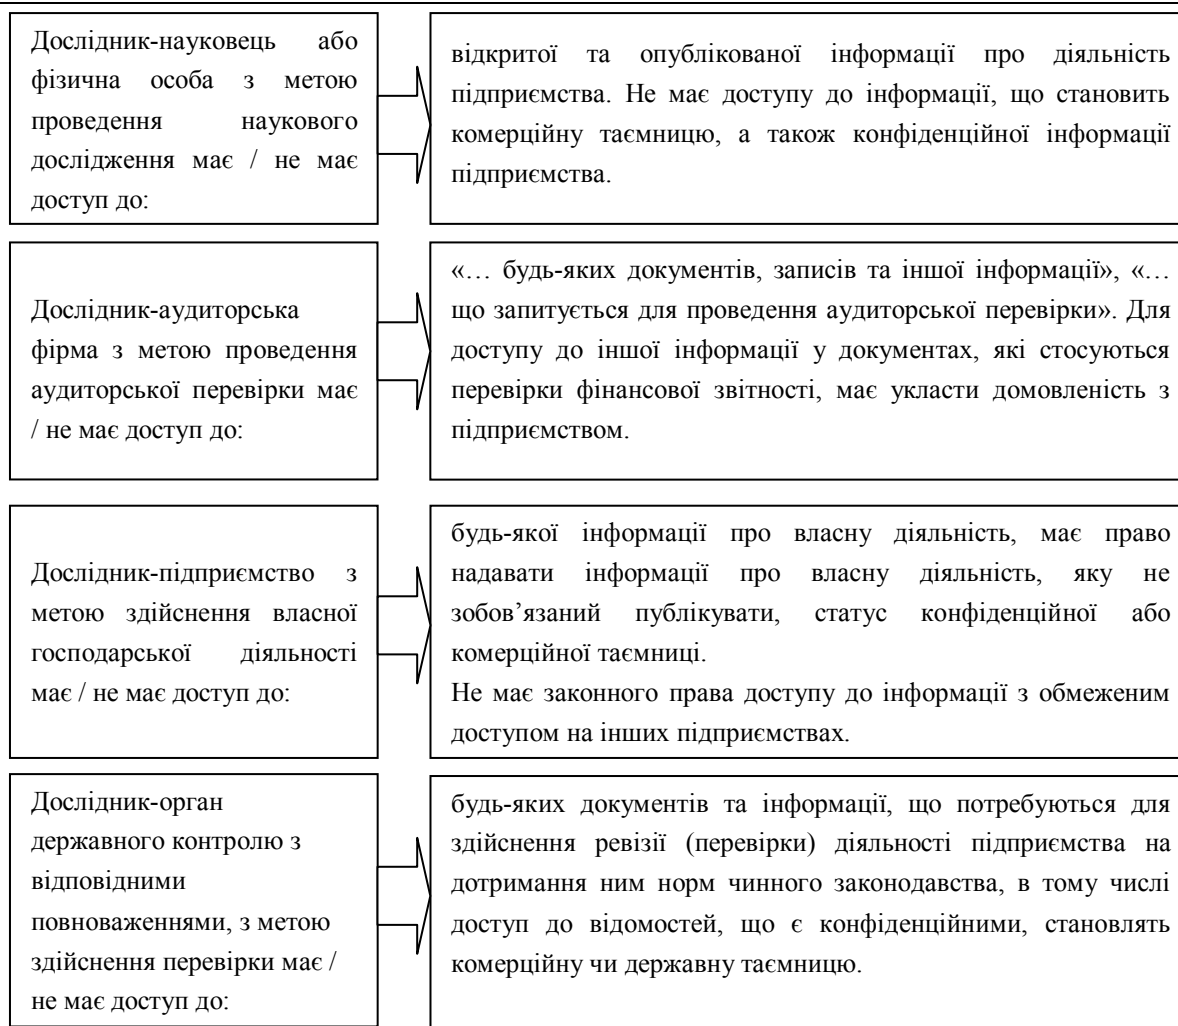 Дослідник-науковець або
фізична особа з метою
проведення наукового
дослідження має / не має
доступ до:
відкритої та опублікованої інформації про діяльність
підприємства. Не має доступу до інформації, що становить
комерційну таємницю, а також конфіденційної інформації
підприємства.
Дослідник-аудиторська
фірма з метою проведення
аудиторської перевірки має
/ не має доступ до:
«… будь-яких документів, записів та іншої інформації», «…
що запитується для проведення аудиторської перевірки». Для
доступу до іншої інформації у документах, які стосуються
перевірки фінансової звітності, має укласти домовленість з
підприємством.
Дослідник-підприємство з
метою здійснення власної
господарської діяльності
має / не має доступ до:
будь-якої інформації про власну діяльність, має право
надавати інформації про власну діяльність, яку не
зобов’язаний публікувати, статус конфіденційної або
комерційної таємниці.
Не має законного права доступу до інформації з обмеженим
доступом на інших підприємствах.
Дослідник-орган
державного контролю з
відповідними
повноваженнями, з метою
здійснення перевірки має /
не має доступ до:
будь-яких документів та інформації, що потребуються для
здійснення ревізії (перевірки) діяльності підприємства на
дотримання ним норм чинного законодавства, в тому числі
доступ до відомостей, що є конфіденційними, становлять
комерційну чи державну таємницю.